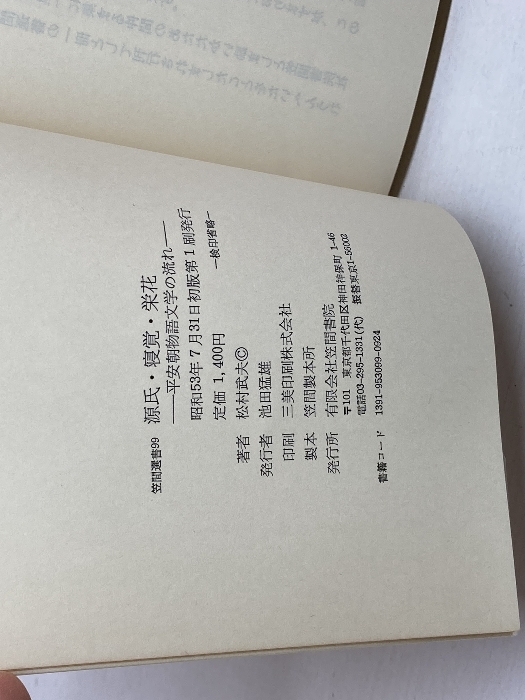 笠間選書99
源氏・寝覚・栄花
——平安朝物語文学の流れ——
昭和53年7月31日初版第1刷発行
定価 1,400円
—検印省略—
著者 松村武夫©
発行者 池田猛雄
印刷 三美印刷株式会社
製本 笠間製本所
発行所 有限会社笠間書院
〒101 東京都千代田区神田神保町 1-46
電話03-295-1331(代) 振替東京1-56002
書籍コード 1391-953099-0924